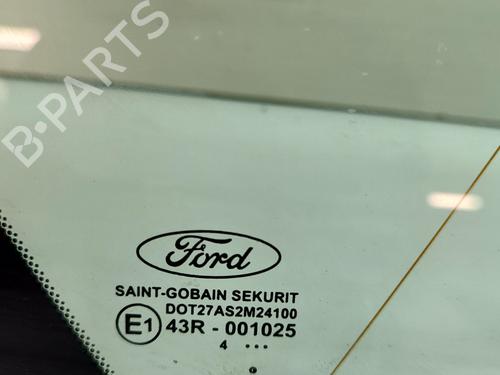 B-PARTS
Ford
SAINT-GOBAIN SEKURIT
DOT27AS2M24100
E1 43R - 001025
4 •••